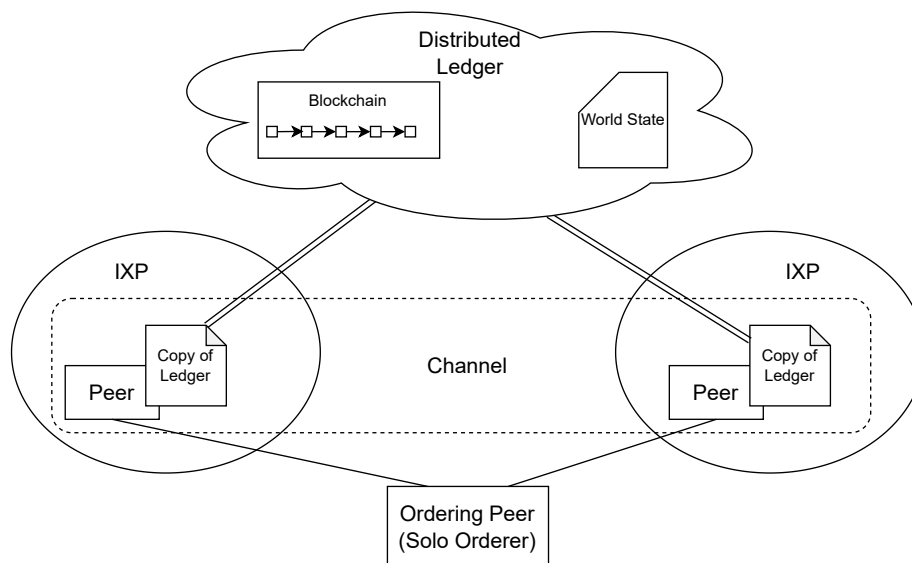 Distributed
Ledger
Blockchain
World State
IXP
IXP
Copy of
Ledger
Peer
Channel
Copy of
Ledger
Peer
Ordering Peer
(Solo Orderer)